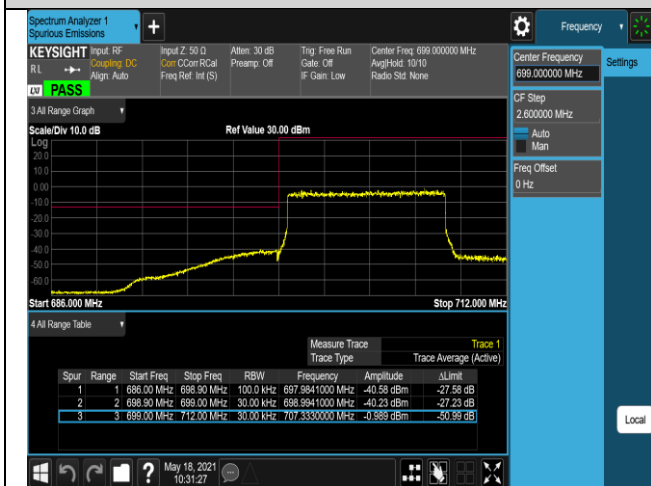 Spectrum Analyzer 1
Spurious Emissions
Frequency
KEYSIGHT Input: RF Input Z: 50 Ω Atten: 30 dB Trig: Free Run Center Freq: 699.000000 MHz
RL Coupling: DC Corr CCorr RCal Preamp: Off Gate: Off Avg|Hold: 10/10
Align: Auto Freq Ref: Int (S) IF Gain: Low Radio Std: None
LXI PASS
Center Frequency
699.000000 MHz
Settings
CF Step
2.600000 MHz
Auto
Man
Freq Offset
0 Hz
3 All Range Graph
Scale/Div 10.0 dB Ref Value 30.00 dBm
Log
20.0
10.0
0.00
-10.0
-20.0
-30.0
-40.0
-50.0
-60.0
Start 686.000 MHz Stop 712.000 MHz
4 All Range Table
Measure Trace Trace 1
Trace Type Trace Average (Active)
Spur Range Start Freq Stop Freq RBW Frequency Amplitude ΔLimit
1 1 686.00 MHz 698.90 MHz 100.0 kHz 697.9841000 MHz -40.58 dBm -27.58 dB
2 2 698.90 MHz 699.00 MHz 30.00 kHz 698.9941000 MHz -40.23 dBm -27.23 dB
3 3 699.00 MHz 712.00 MHz 30.00 kHz 707.3330000 MHz -0.989 dBm -50.99 dB
Local
? May 18, 2021
10:31:27